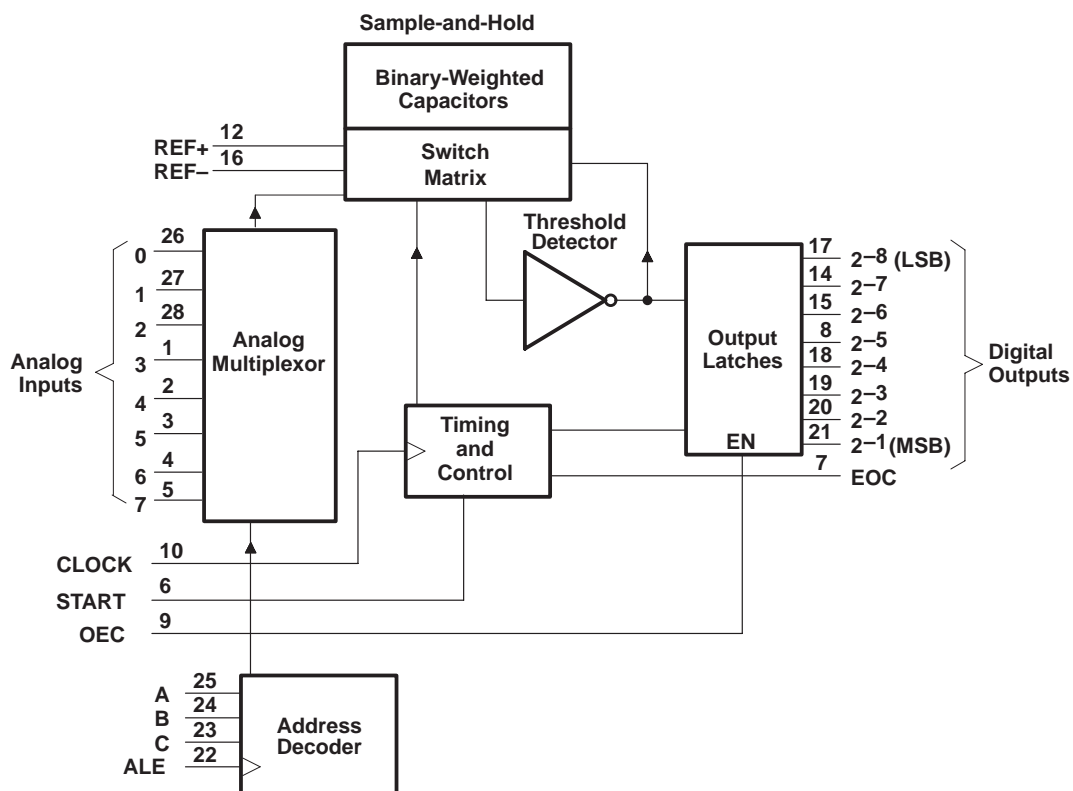 Sample-and-Hold
Binary-Weighted
Capacitors
REF+ 12
REF– 16
Switch
Matrix
Threshold
Detector
Analog
Inputs
0 26
1 27
2 28
3 1
4 2
5 3
6 4
7 5
Analog
Multiplexor
Timing
and
Control
Output
Latches
EN
17 2–8 (LSB)
14 2–7
15 2–6
8 2–5
18 2–4
19 2–3
20 2–2
21 2–1 (MSB)
7 EOC
Digital
Outputs
CLOCK 10
START 6
OEC 9
A 25
B 24
C 23
ALE 22
Address
Decoder